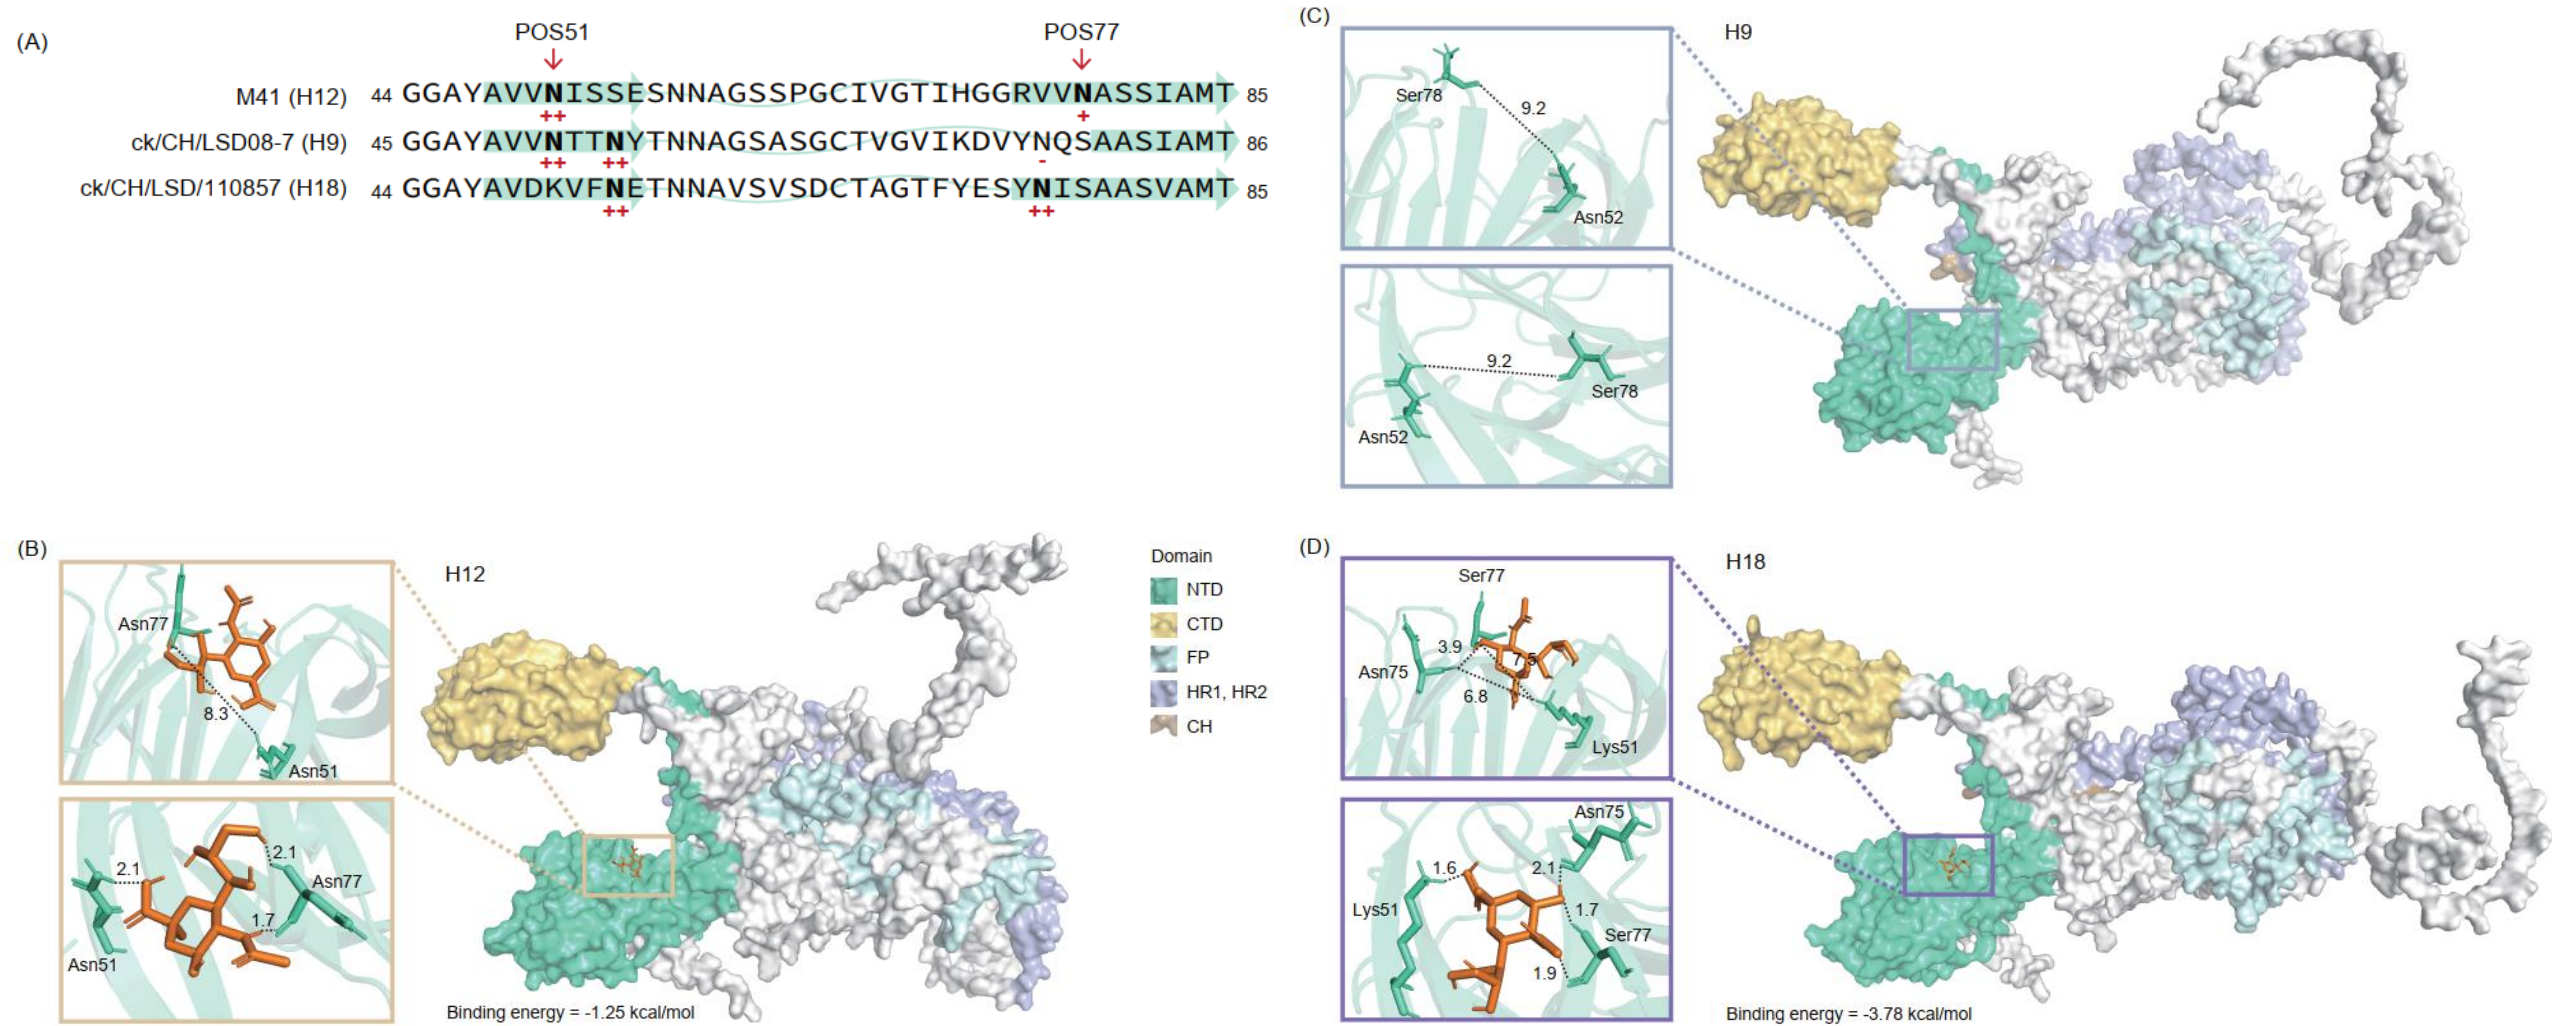 (A)
POS51
POS77
M41 (H12) 44 GGAYAVVNISSESNNAGSSPGCIVGTIHGGRVVNASSIAMT 85
++ +
ck/CH/LSD08-7 (H9) 45 GGAYAVVNTTNYTNNAGSASGCTVGVIKDVYNQSAASIAMT 86
++ ++ -
ck/CH/LSD/110857 (H18) 44 GGAYAVDKVFNETNNAVSVSDCTAGTFYESYNISAASVAMT 85
++ ++
(B)
H12
Asn77
8.3
Asn51
2.1
2.1
Asn77
1.7
Asn51
Binding energy = -1.25 kcal/mol
Domain
NTD
CTD
FP
HR1, HR2
CH
(C)
H9
Ser78
9.2
Asn52
9.2
Ser78
Asn52
(D)
H18
Ser77
3.9
7.5
Asn75
6.8
Lys51
Asn75
1.6
2.1
Lys51
1.7
Ser77
1.9
Binding energy = -3.78 kcal/mol